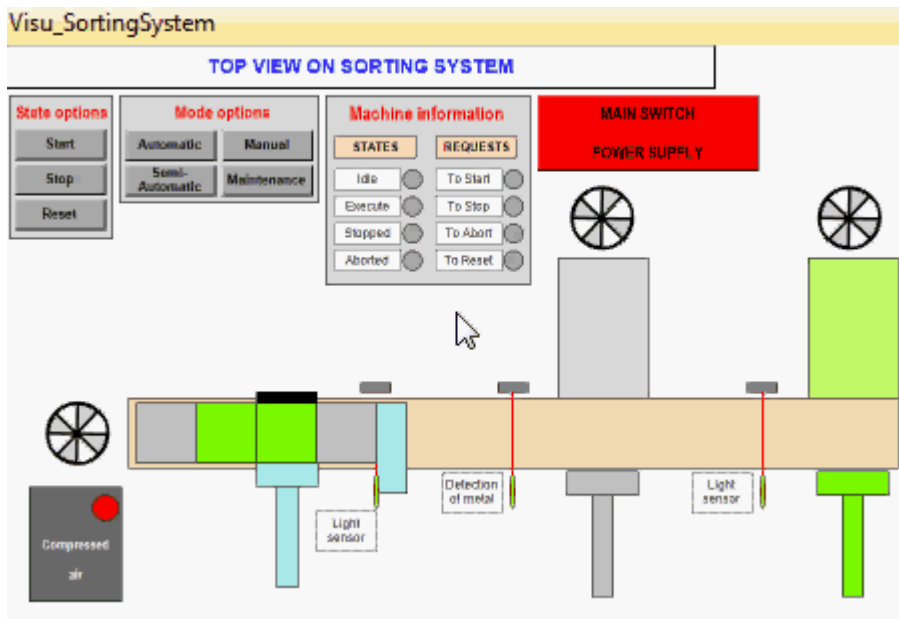 Visu_SortingSystem
TOP VIEW ON SORTING SYSTEM
State options
Start
Stop
Reset
Mode options
Automatic
Manual
Semi-
Automatic
Maintenance
Machine information
STATES
REQUESTS
Idle
To Start
Execute
To Stop
Stopped
To Abort
Aborted
To Reset
MAIN SWITCH
POWER SUPPLY
Detection
of metal
Light
sensor
Light
sensor
Compressed
air